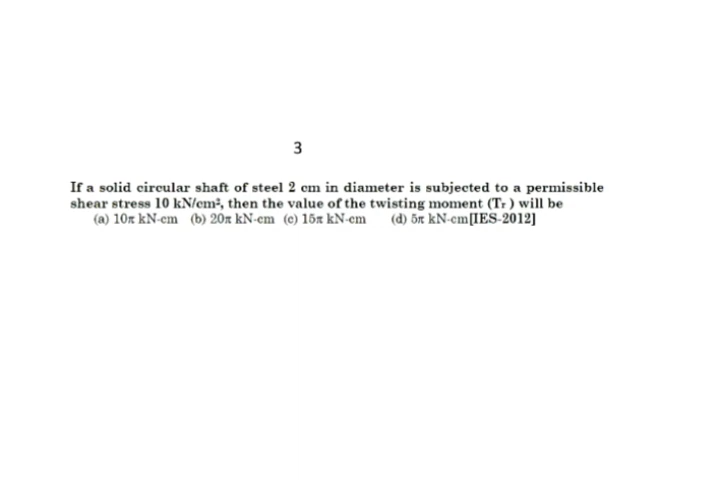 3
If a solid circular shaft of steel 2 cm in diameter is subjected to a permissible
shear stress 10 kN/cm², then the value of the twisting moment (Tr ) will be
(a) 10π kN-cm (b) 20π kN-cm (c) 15π kN-cm (d) 5π kN-cm[IES-2012]